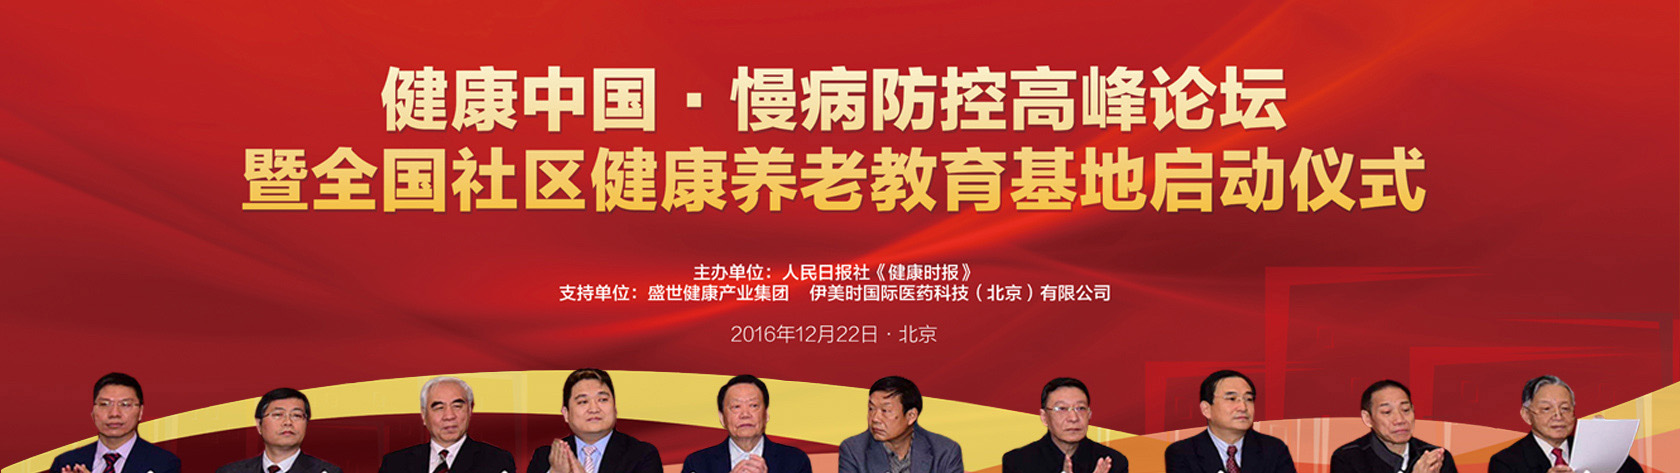 健康中国·慢病防控高峰论坛
暨全国社区健康养老教育基地启动仪式
主办单位：人民日报社《健康时报》
支持单位：盛世健康产业集团 伊美时国际医药科技（北京）有限公司
2016年12月22日·北京